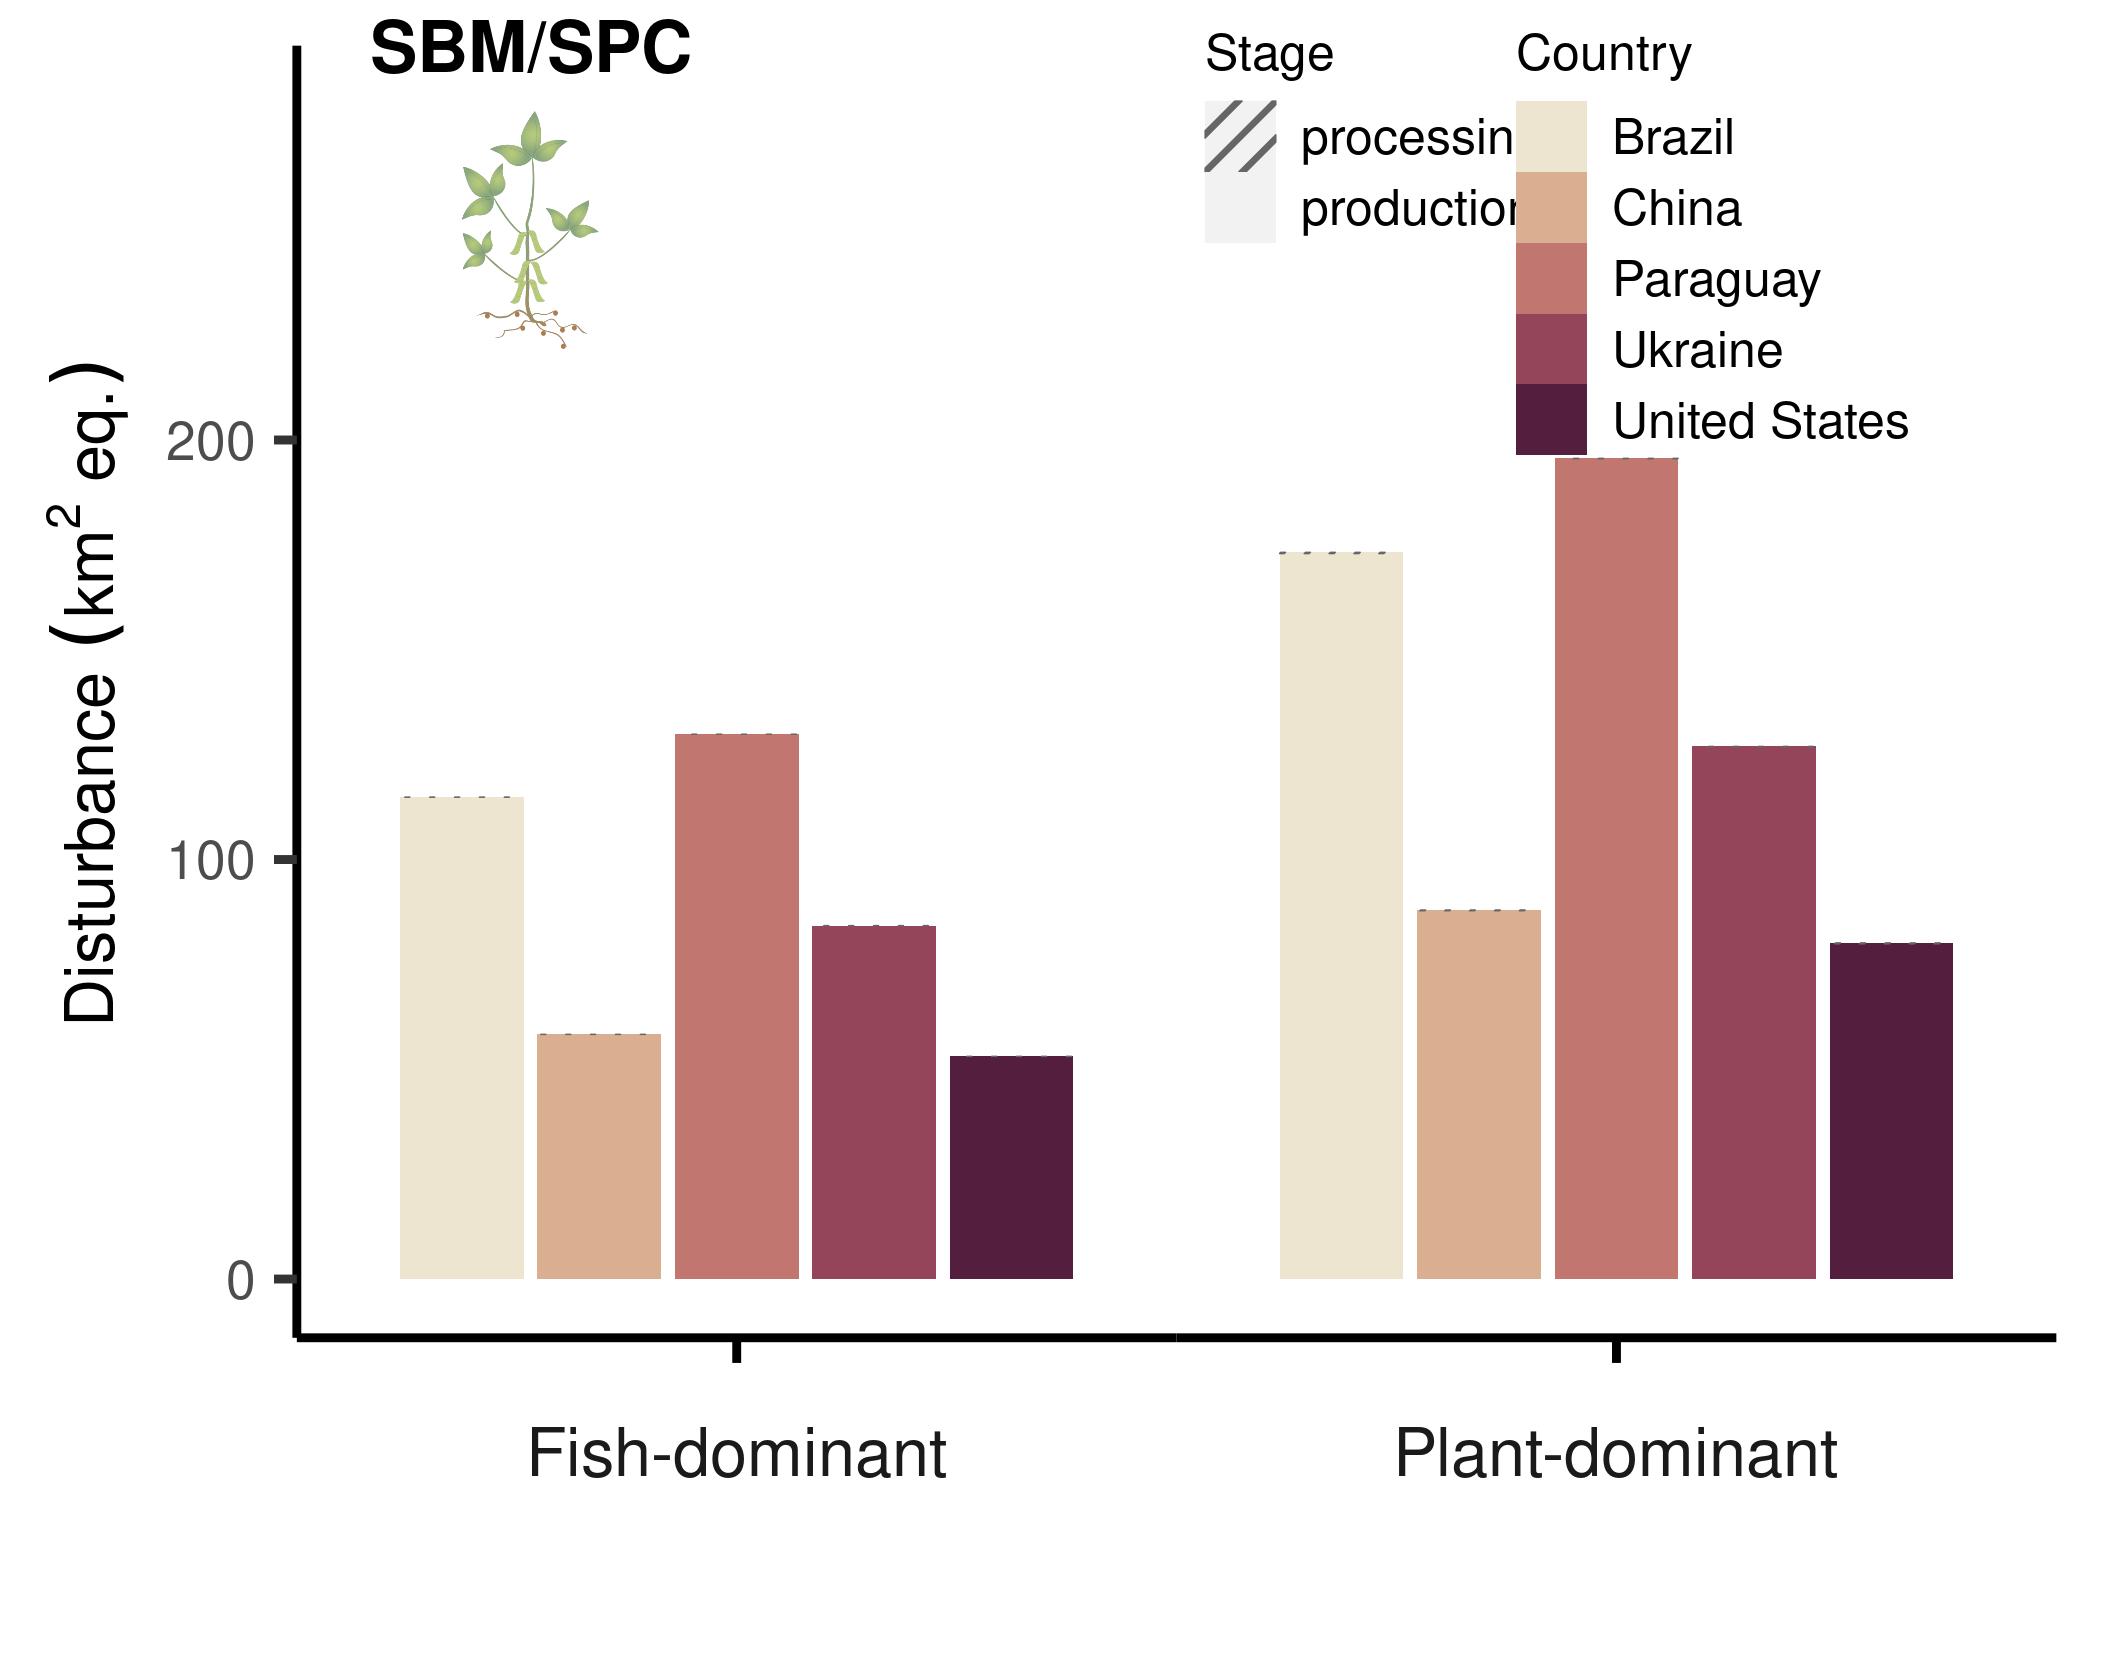 SBM/SPC
Stage
processin
production
Country
Brazil
China
Paraguay
Ukraine
United States
Disturbance (km² eq.)
200
100
0
Fish-dominant
Plant-dominant